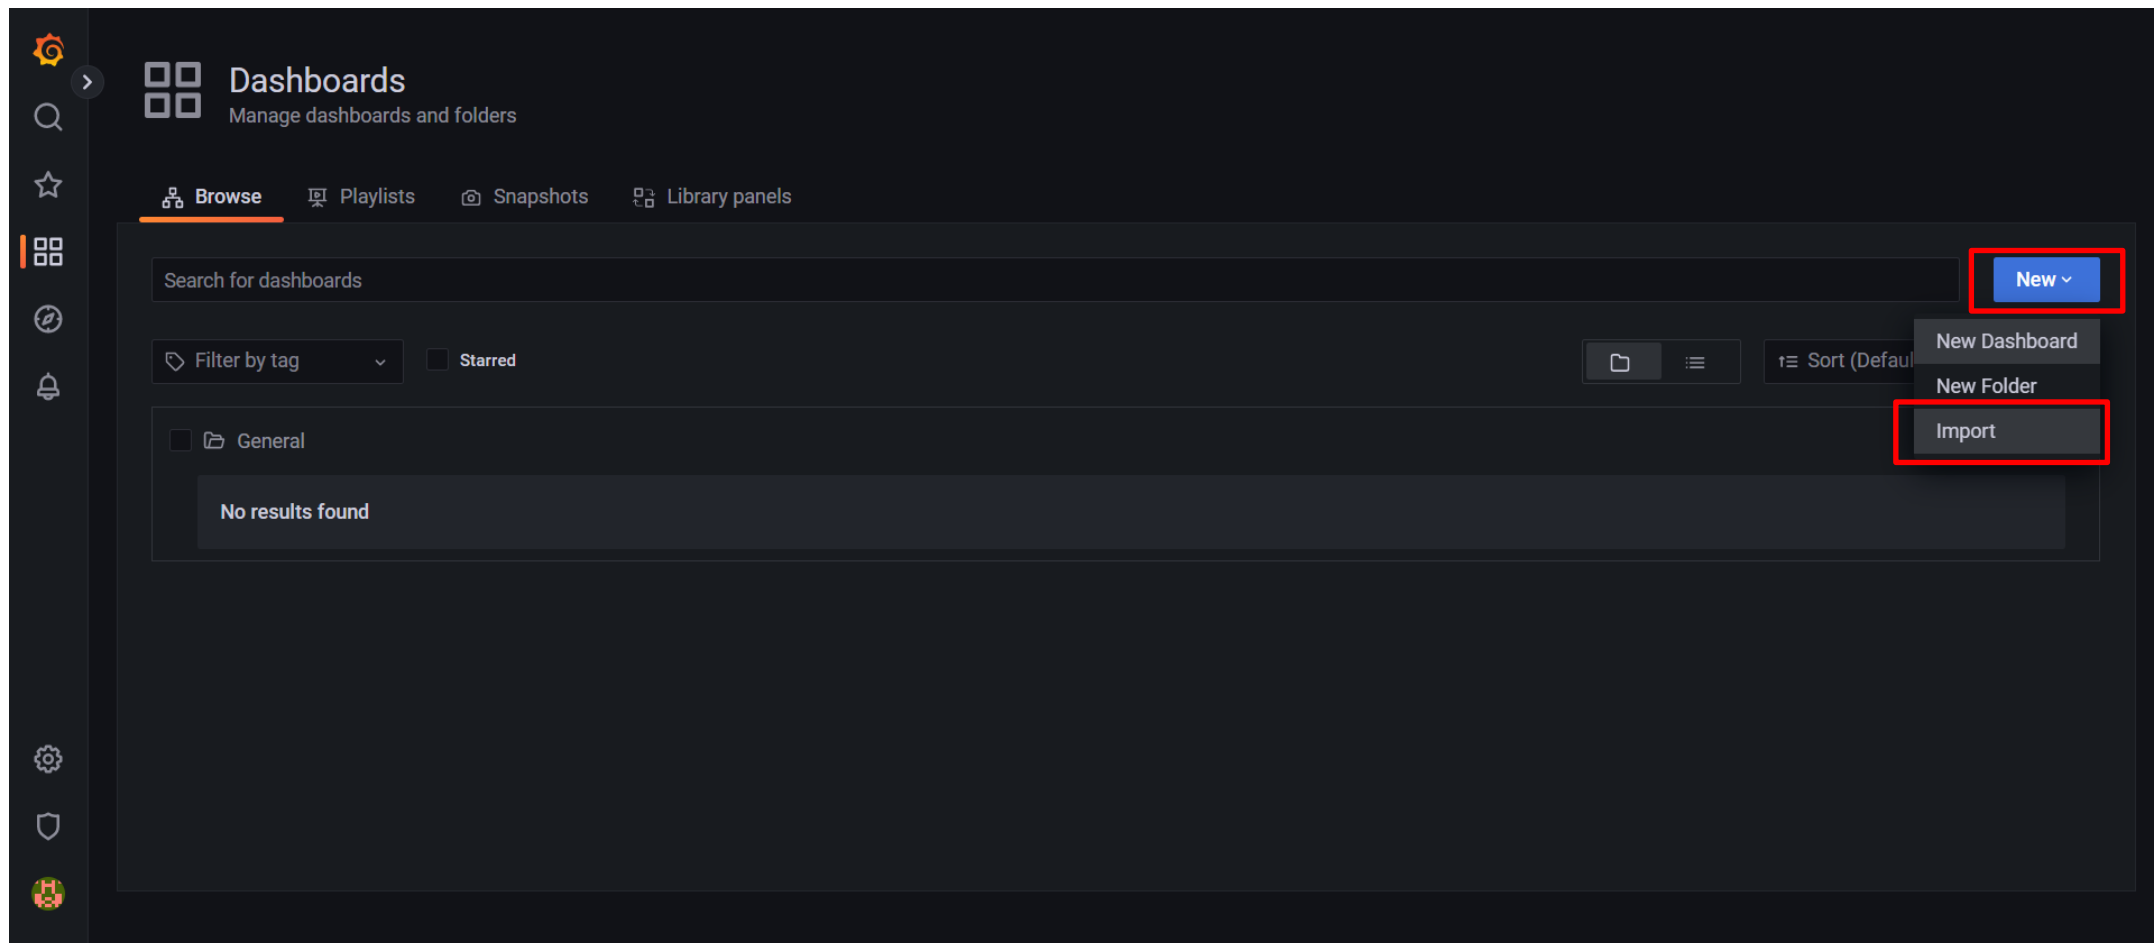 Dashboards
Manage dashboards and folders
Browse Playlists Snapshots Library panels
Search for dashboards
New
New Dashboard
Filter by tag Starred Sort (Defaul
New Folder
Import
General
No results found